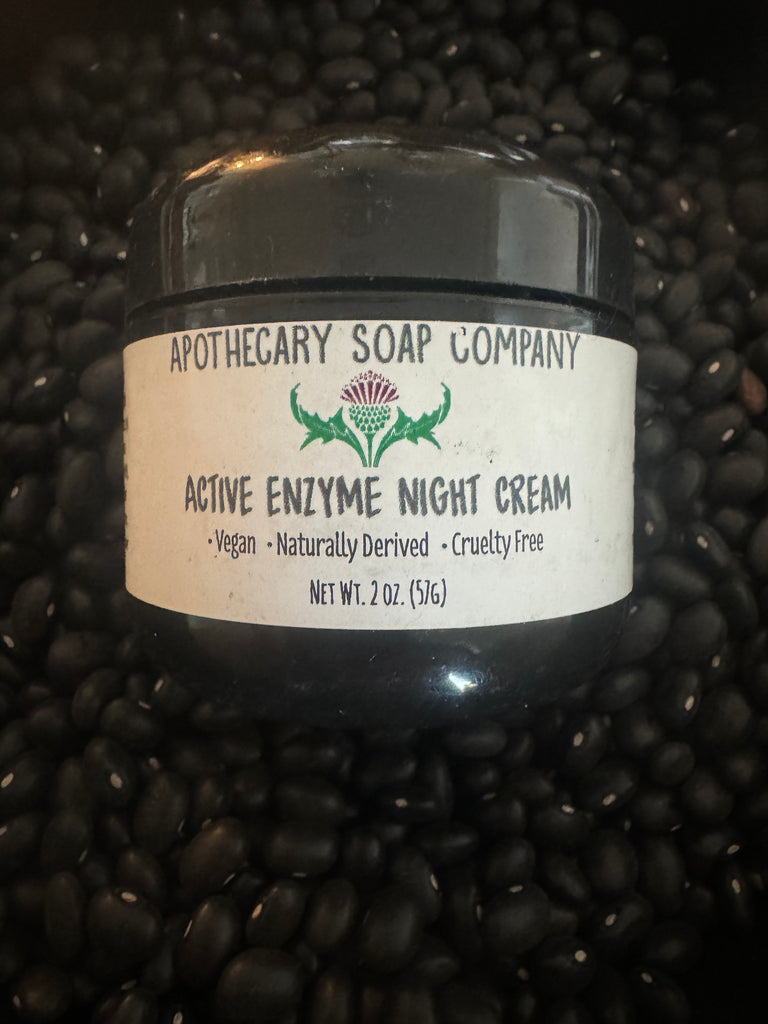 APOTHECARY SOAP COMPANY
ACTIVE ENZYME NIGHT CREAM
•Vegan •Naturally Derived •Cruelty Free
NET WT. 2 OZ. (57G)